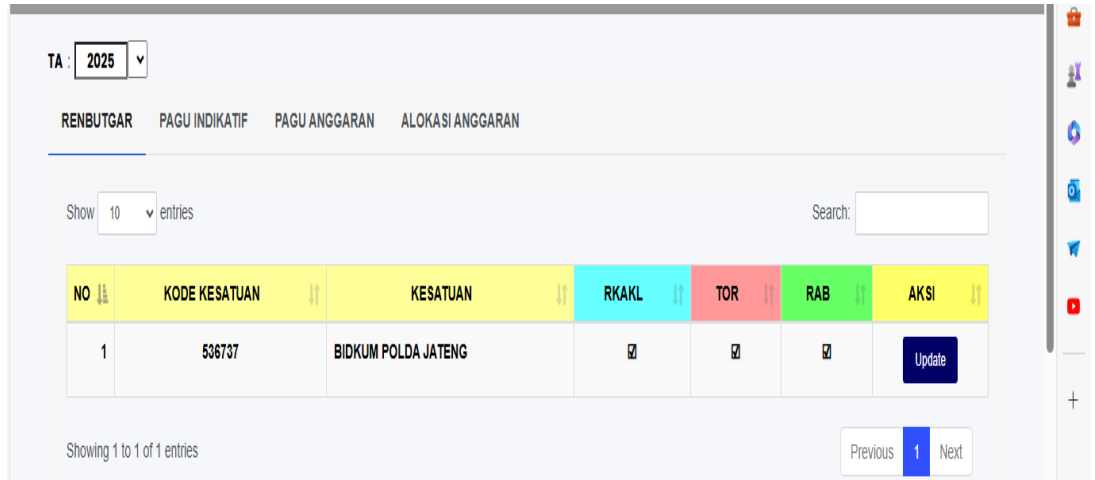 TA : 2025
RENBUTGAR PAGU INDIKATIF PAGU ANGGARAN ALOKASI ANGGARAN
Show 10 entries Search:
NO KODE KESATUAN KESATUAN RKAKL TOR RAB AKSI
1 536737 BIDKUM POLDA JATENG ☑ ☑ ☑ Update
Showing 1 to 1 of 1 entries Previous 1 Next